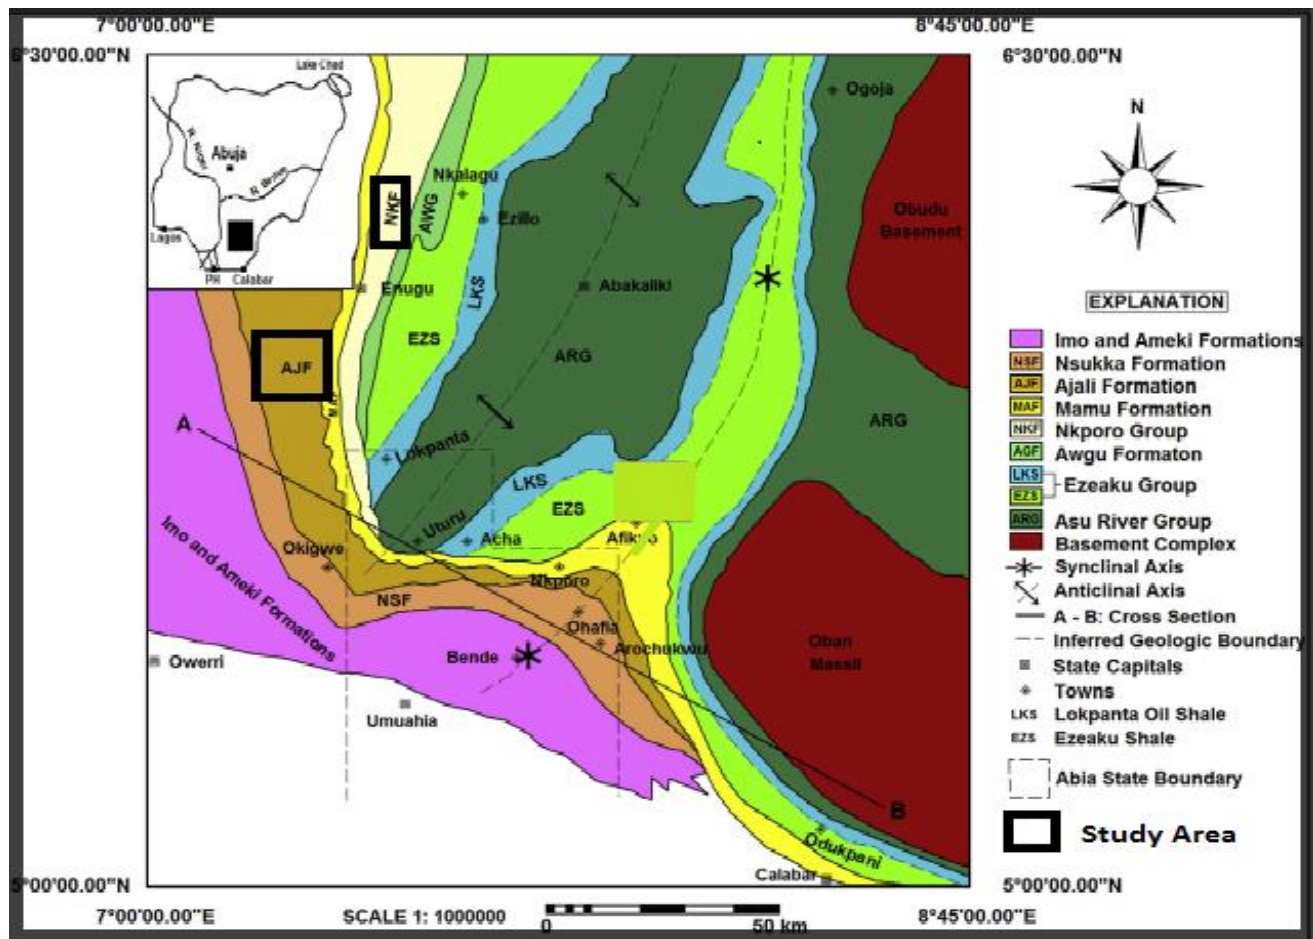 7°00'00.00"E
8°45'00.00"E
6°30'00.00"N
6°30'00.00"N
Lake Chad
R. Niger
Abuja
R. Benue
Lagos
PH Calabar
Ogoja
Nkalagu
NKF
AWG
Ezillo
Obudu
Basement
N
Enugu
LKS
Abakaliki
EZS
ARG
AJF
MAF
A
ARG
Lokpanta
LKS
EZS
Uturu
Acha
Okigwe
Nkporo
NSF
Imo and Ameki Formations
Ohafia
Arochukwu
Bende
Oban
Massif
Owerri
Umuahia
B
Odukpani
Calabar
EXPLANATION
Imo and Ameki Formations
NSF Nsukka Formation
AJF Ajali Formation
MAF Mamu Formation
NKF Nkporo Group
AGF Awgu Formaton
LKS
EZS Ezeaku Group
ARG Asu River Group
Basement Complex
Synclinal Axis
Anticlinal Axis
A - B: Cross Section
Inferred Geologic Boundary
State Capitals
Towns
LKS Lokpanta Oil Shale
EZS Ezeaku Shale
Abia State Boundary
Study Area
5°00'00.00"N
5°00'00.00"N
7°00'00.00"E
SCALE 1: 1000000
0 50 km
8°45'00.00"E